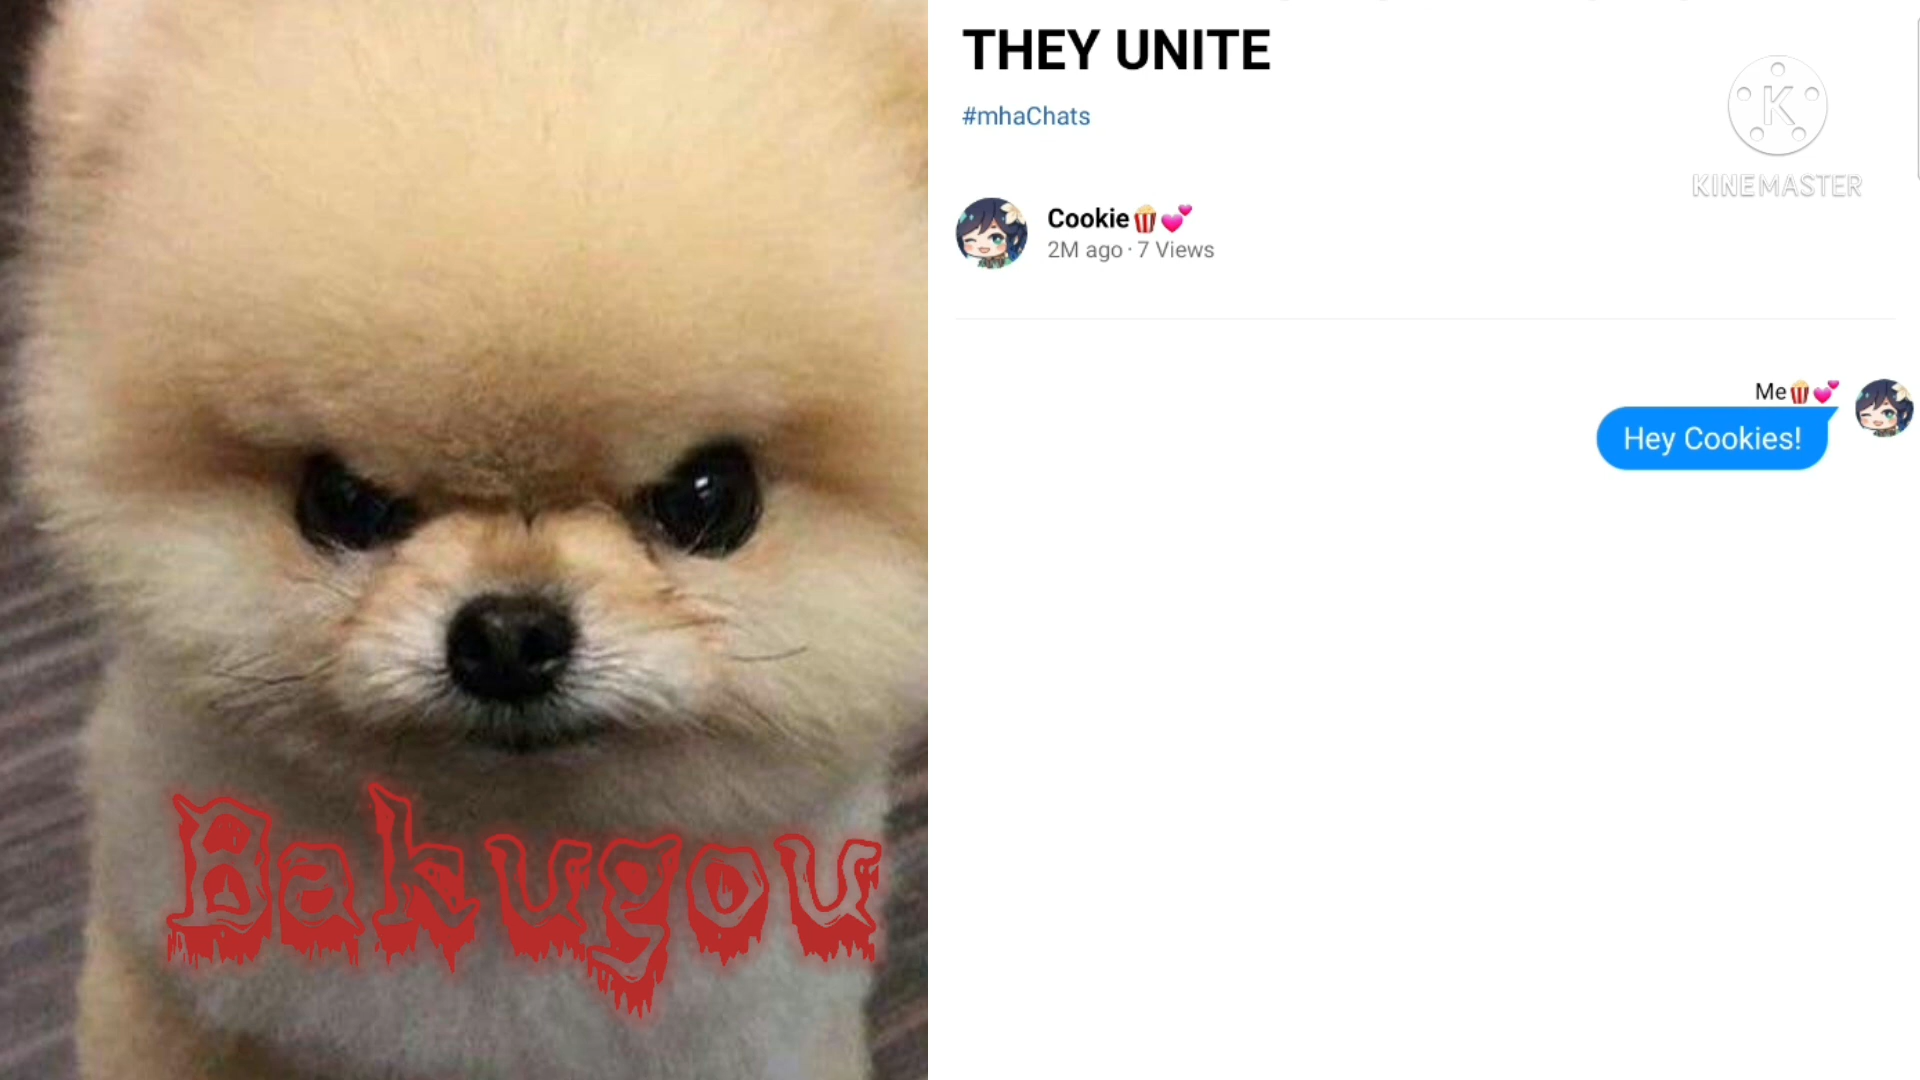 Bakugou
THEY UNITE
#mhaChats
K
KINEMASTER
Cookie🍿💕
2M ago · 7 Views
Me🍿💕
Hey Cookies!